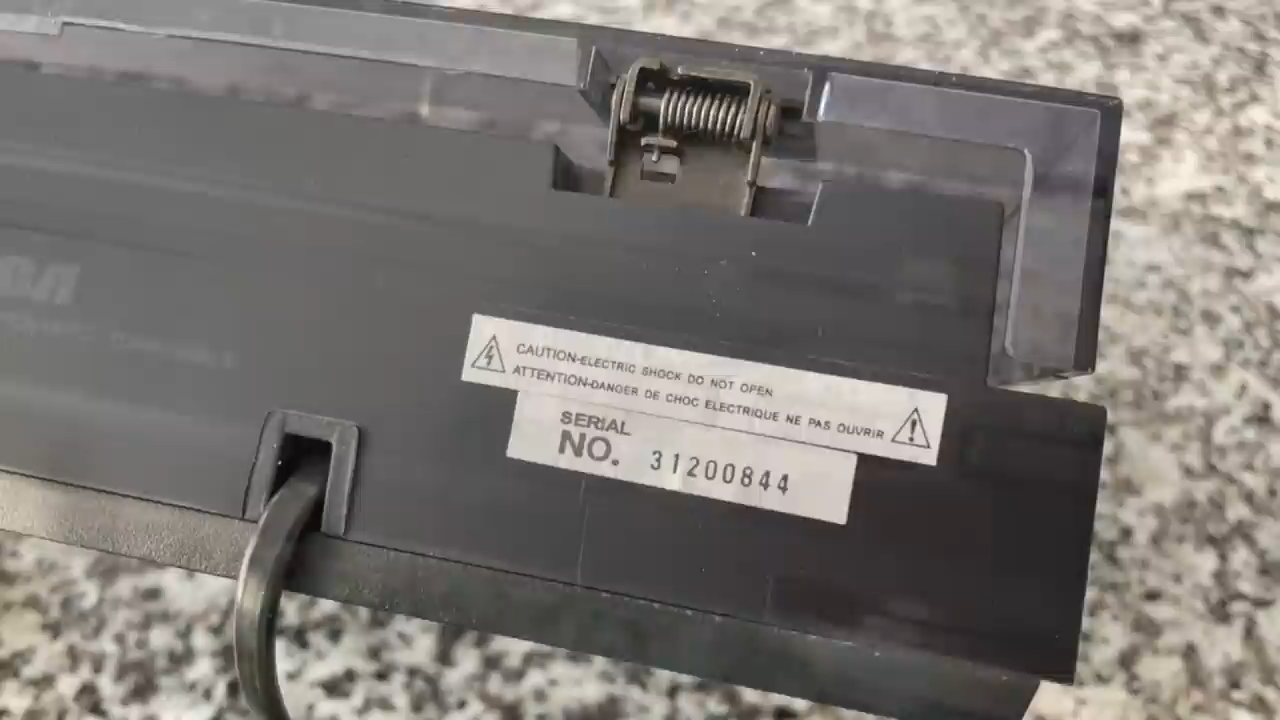 CAUTION-ELECTRIC SHOCK DO NOT OPEN
ATTENTION-DANGER DE CHOC ELECTRIQUE NE PAS OUVRIR
SERIAL
NO. 31200844